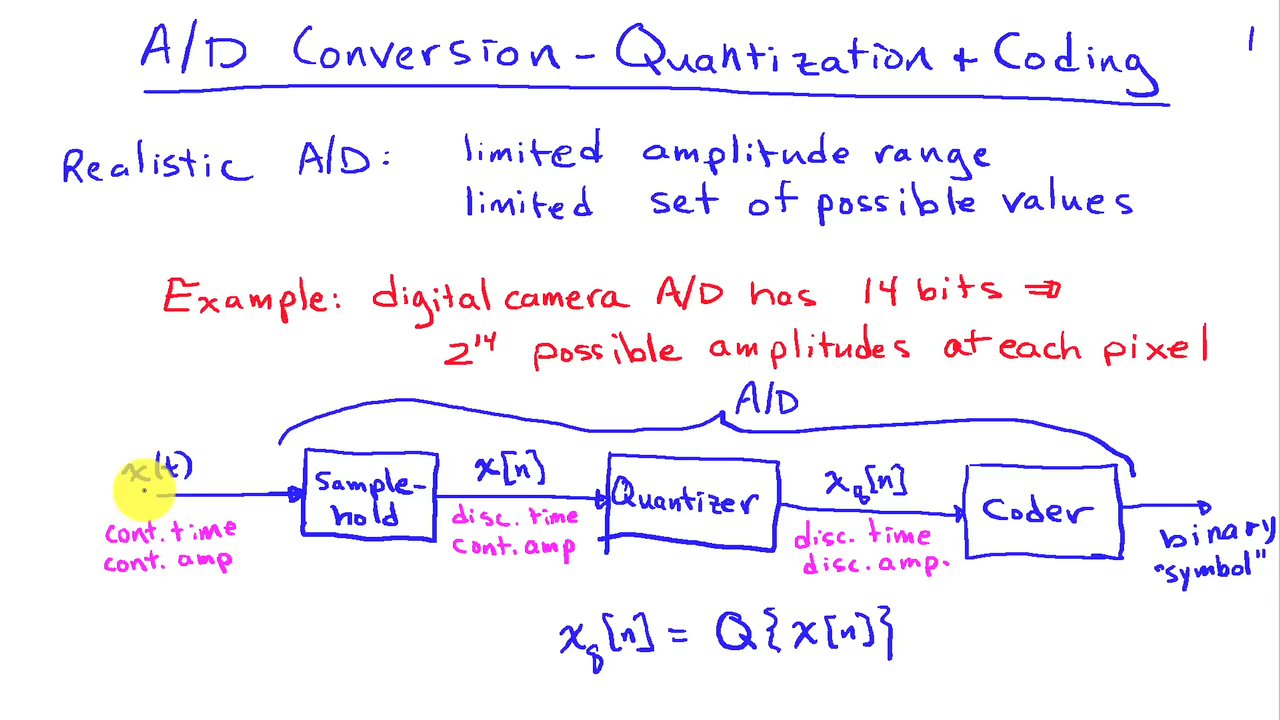 A/D Conversion - Quantization + Coding
1
Realistic A/D: limited amplitude range
limited set of possible values
Example: digital camera A/D has 14 bits ⇒
2¹⁴ possible amplitudes at each pixel
A/D
x(t)
cont. time
cont. amp
Sample-
hold
x[n]
disc. time
cont. amp
Quantizer
x_q[n]
disc. time
disc. amp.
Coder
binary
"symbol"
x_q[n] = Q{x[n]}